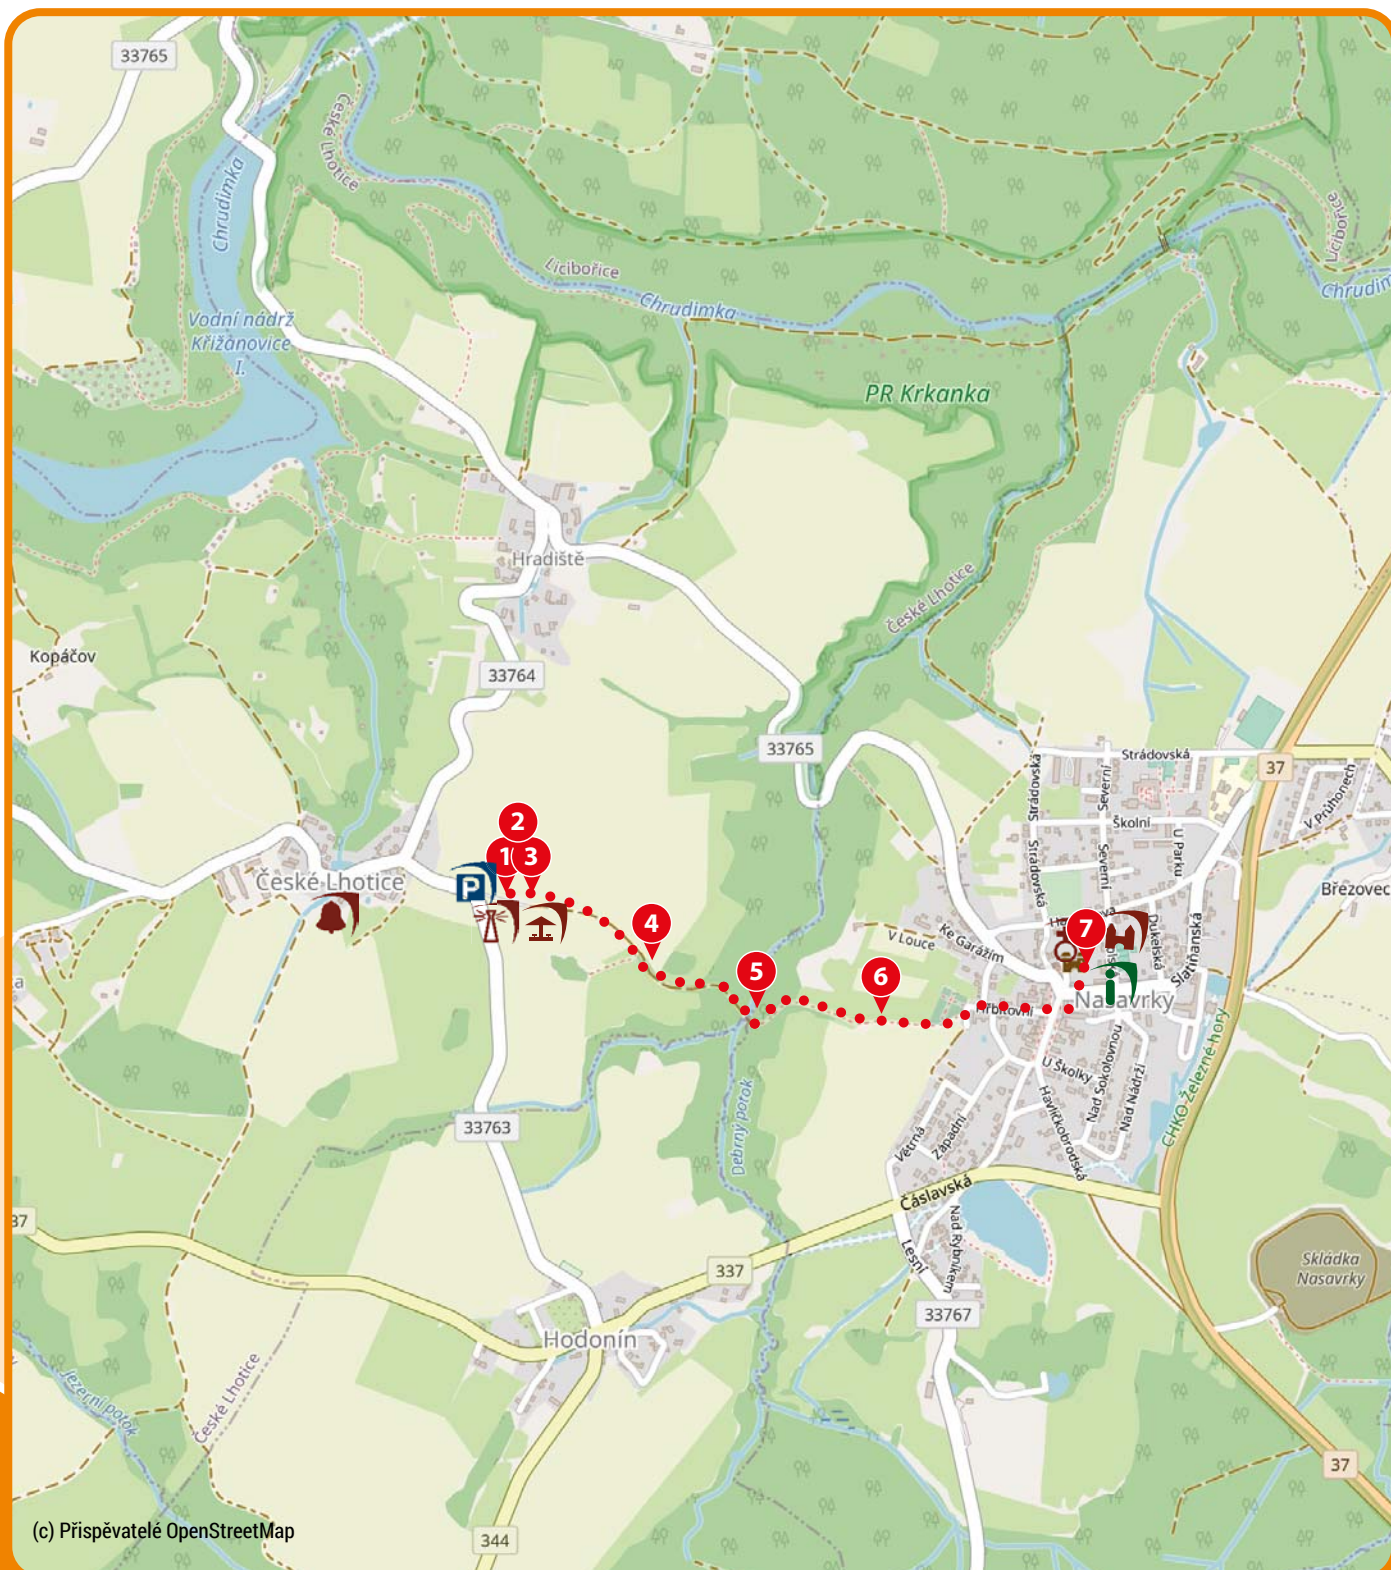 33765
České Lhotice
Chrudimka
Licibořice
Licibořice
Chrudimka
Vodní nádrž
Křižanovice
I.
PR Krkanka
Hradiště
České Lhotice
Kopáčov
33764
33765
Strádovská
37
V Průhonech
Strádovská
Severní
Školní
U Parku
2
1
3
P
České Lhotice
Strádovská
Severní
Březovec
4
7
Dukelská
Slatiňanská
V Louce
Ke Garážím
5
6
i
Nasavrky
Hřbitovní
U Školky
Nad Sokolovnou
Nad Nádrží
CHKO Železné hory
33763
Debrný potok
Větrná
Západní
Havlíčkobrodská
Čáslavská
37
337
Lesní
Nad Rybníkem
Skládka
Nasavrky
33767
Hodonín
Jezerní potok
České Lhotice
37
344
(c) Přispěvatelé OpenStreetMap